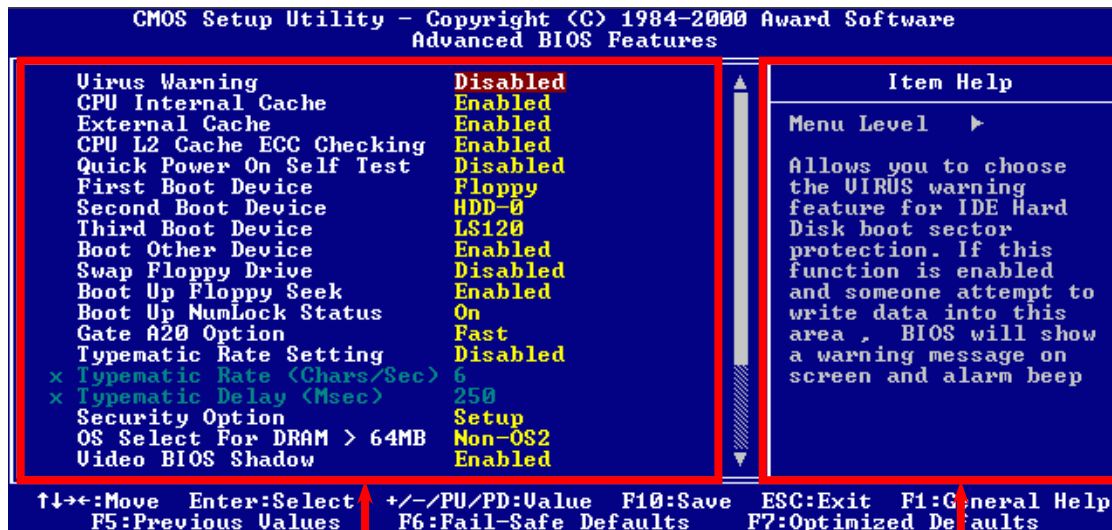 CMOS Setup Utility – Copyright (C) 1984–2000 Award Software
Advanced BIOS Features
Virus Warning Disabled
CPU Internal Cache Enabled
External Cache Enabled
CPU L2 Cache ECC Checking Enabled
Quick Power On Self Test Disabled
First Boot Device Floppy
Second Boot Device HDD-0
Third Boot Device LS120
Boot Other Device Enabled
Swap Floppy Drive Disabled
Boot Up Floppy Seek Enabled
Boot Up NumLock Status On
Gate A20 Option Fast
Typematic Rate Setting Disabled
x Typematic Rate (Chars/Sec) 6
x Typematic Delay (Msec) 250
Security Option Setup
OS Select For DRAM > 64MB Non-OS2
Video BIOS Shadow Enabled
Item Help
Menu Level ►
Allows you to choose
the VIRUS warning
feature for IDE Hard
Disk boot sector
protection. If this
function is enabled
and someone attempt to
write data into this
area , BIOS will show
a warning message on
screen and alarm beep
↑↓→←:Move Enter:Select +/-/PU/PD:Value F10:Save ESC:Exit F1:General Help
F5:Previous Values F6:Fail-Safe Defaults F7:Optimized Defaults